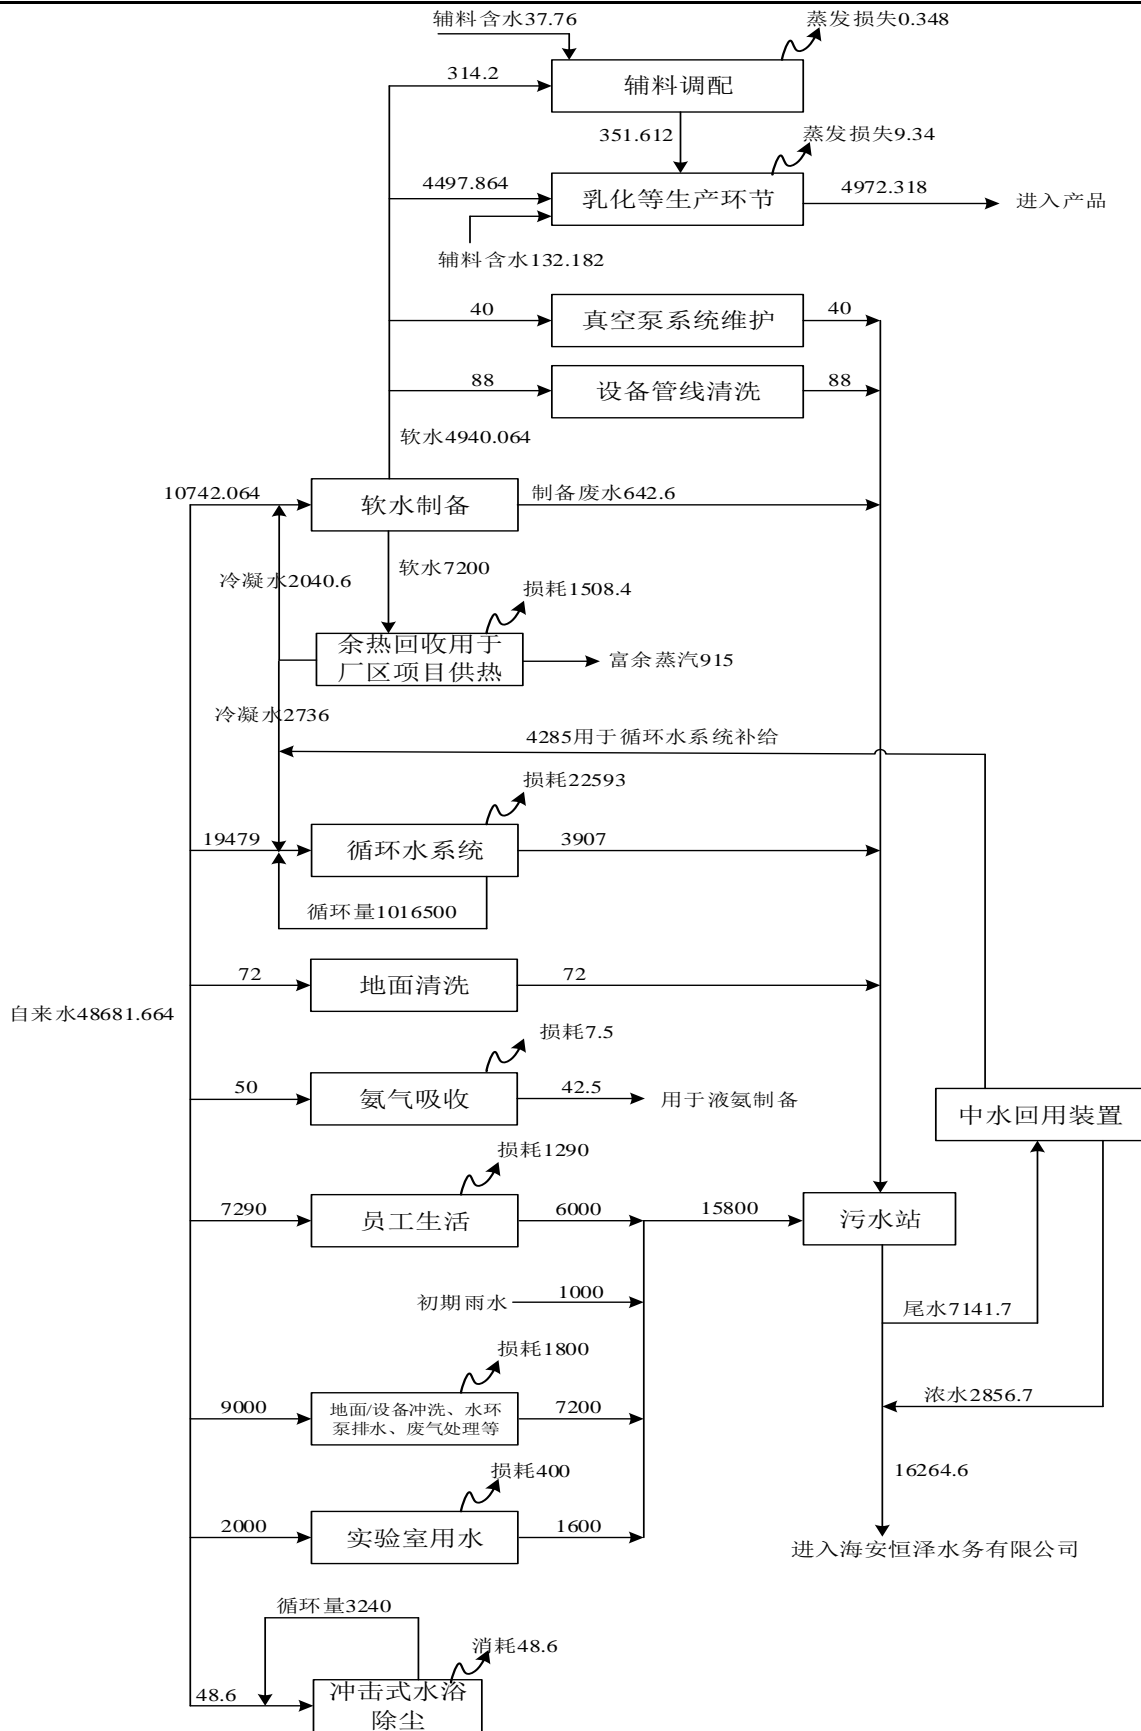 辅料含水37.76
蒸发损失0.348
314.2
辅料调配
351.612
蒸发损失9.34
4497.864
乳化等生产环节
4972.318
进入产品
辅料含水132.182
40
真空泵系统维护
40
88
设备管线清洗
88
软水4940.064
10742.064
软水制备
制备废水642.6
软水7200
冷凝水2040.6
损耗1508.4
余热回收用于
厂区项目供热
富余蒸汽915
冷凝水2736
4285用于循环水系统补给
损耗22593
19479
循环水系统
3907
循环量1016500
72
地面清洗
72
自来水48681.664
损耗7.5
50
氨气吸收
42.5
用于液氨制备
中水回用装置
损耗1290
7290
员工生活
6000
15800
污水站
初期雨水
1000
尾水7141.7
损耗1800
9000
地面/设备冲洗、水环
泵排水、废气处理等
7200
浓水2856.7
损耗400
16264.6
2000
实验室用水
1600
进入海安恒泽水务有限公司
循环量3240
消耗48.6
48.6
冲击式水浴
除尘